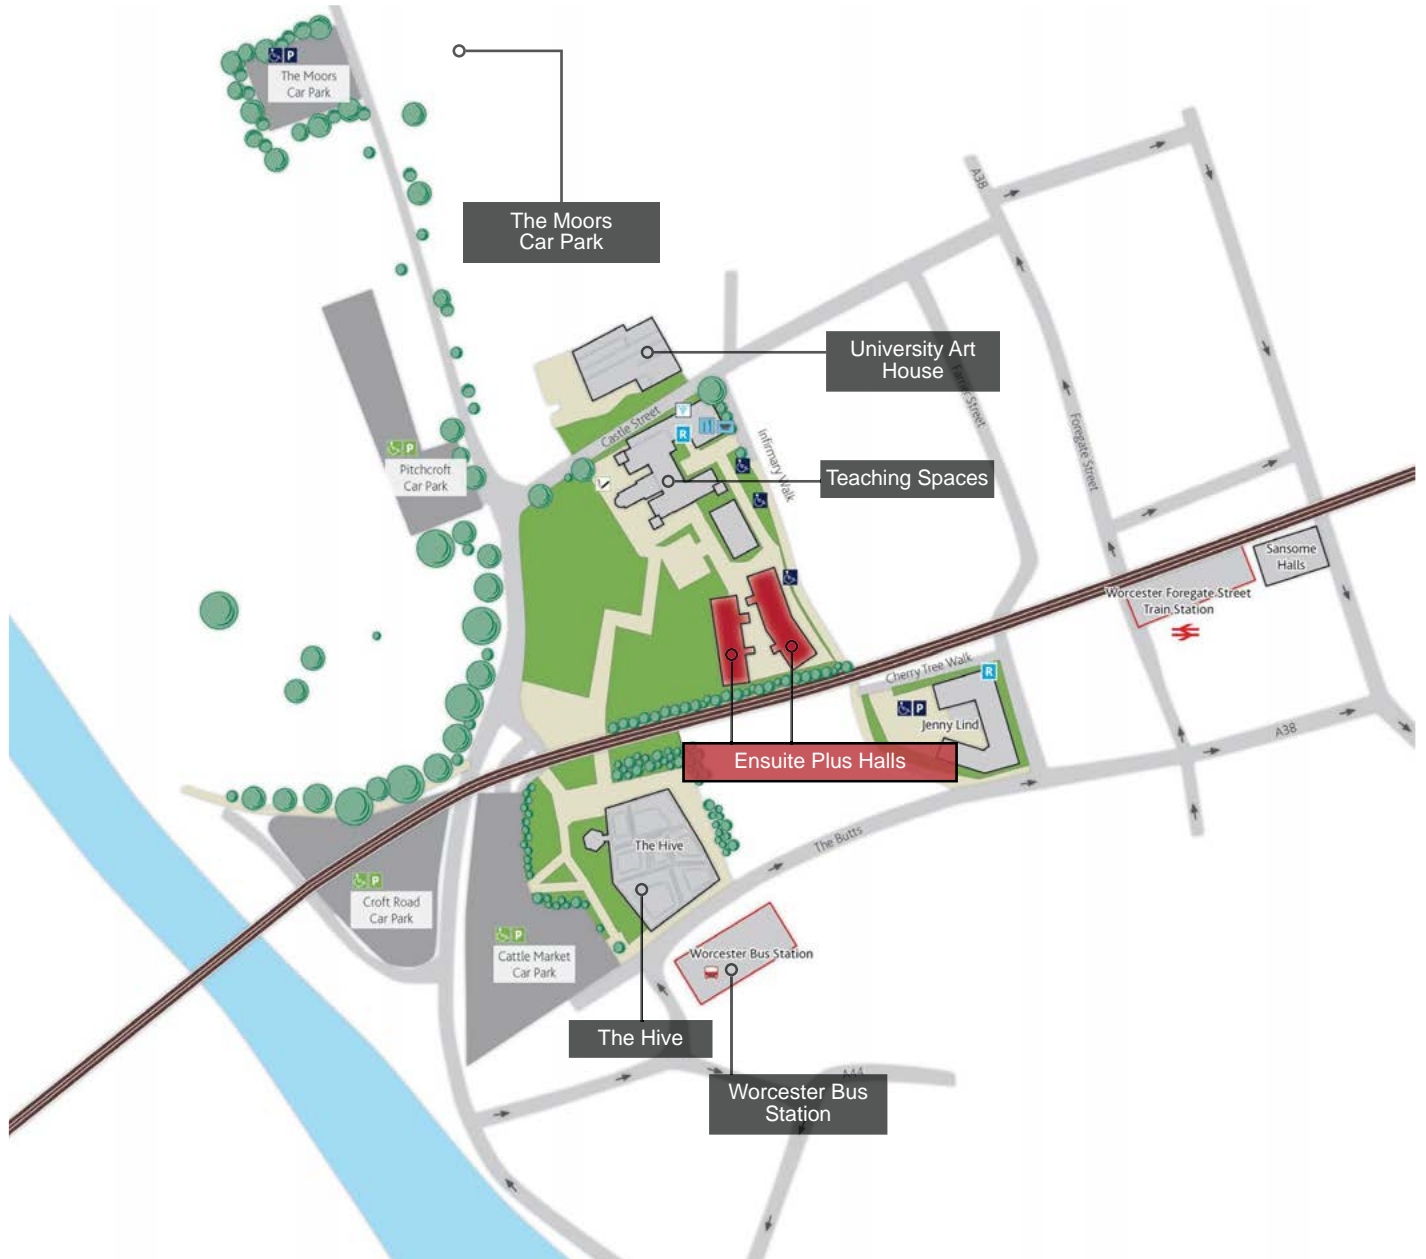 P
The Moors
Car Park
The Moors
Car Park
A38
University Art
House
Farrier Street
Castle Street
R
Foregate Street
Infirmary Walk
P
Pitchcroft
Car Park
Teaching Spaces
Sansome
Halls
Worcester Foregate Street
Train Station
Cherry Tree Walk
R
P
Jenny Lind
A38
Ensuite Plus Halls
The Butts
The Hive
P
Croft Road
Car Park
P
Cattle Market
Car Park
Worcester Bus Station
The Hive
A44
Worcester Bus
Station